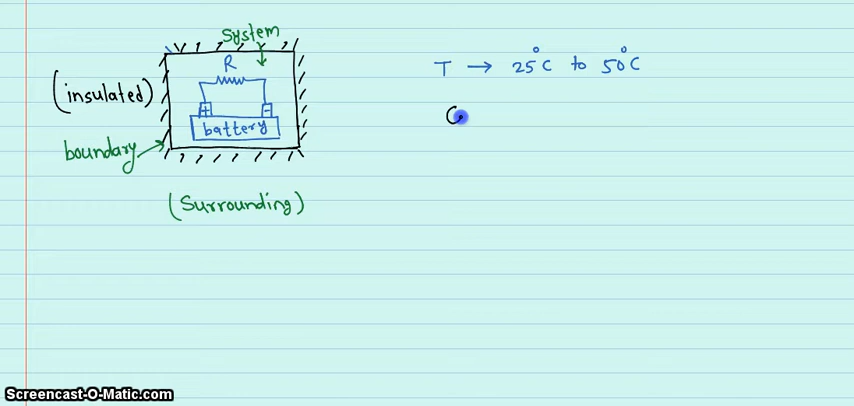 System
R
(insulated)
+ -
battery
boundary
(Surrounding)
T → 25°C to 50°C
C
Screencast-O-Matic.com